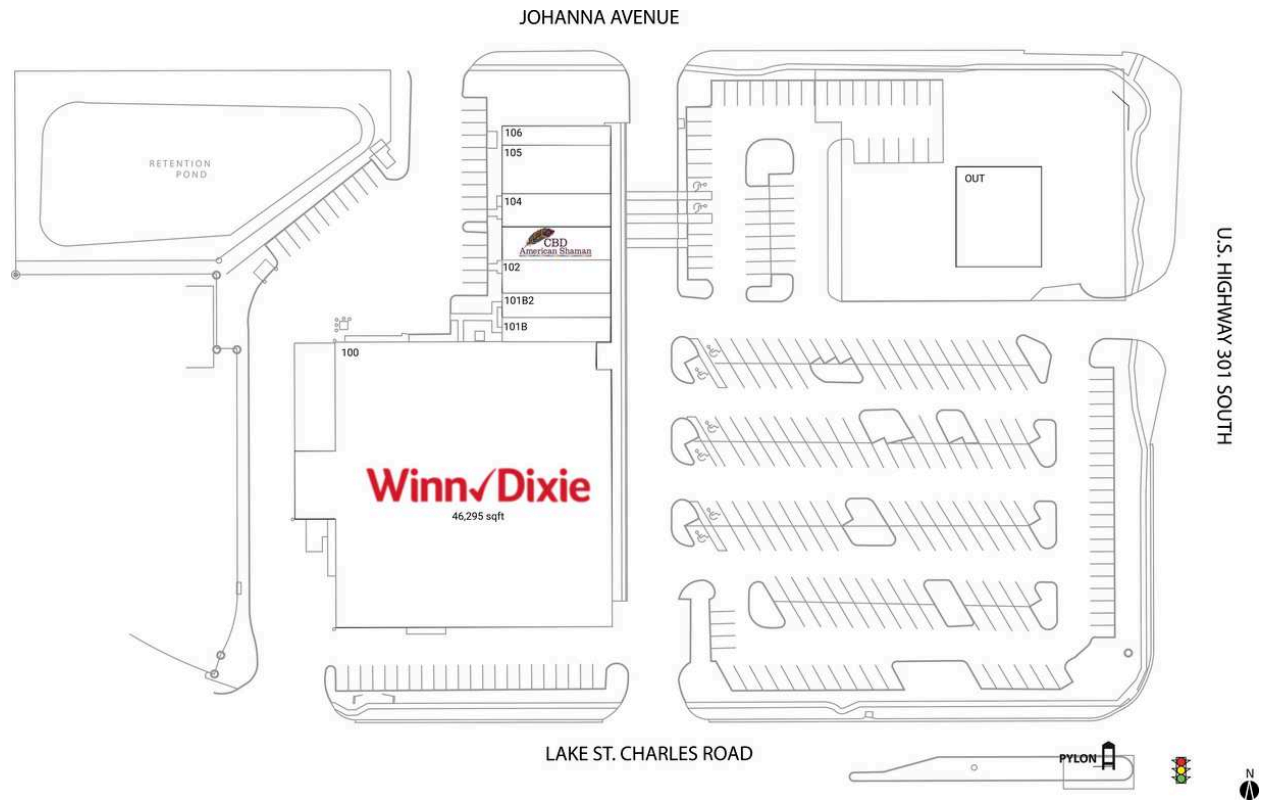 JOHANNA AVENUE
RETENTION
POND
106
105
104
CBD
American Shaman
102
101B2
101B
100
Winn Dixie
46,295 sqft
OUT
U.S. HIGHWAY 301 SOUTH
LAKE ST. CHARLES ROAD
PYLON
N